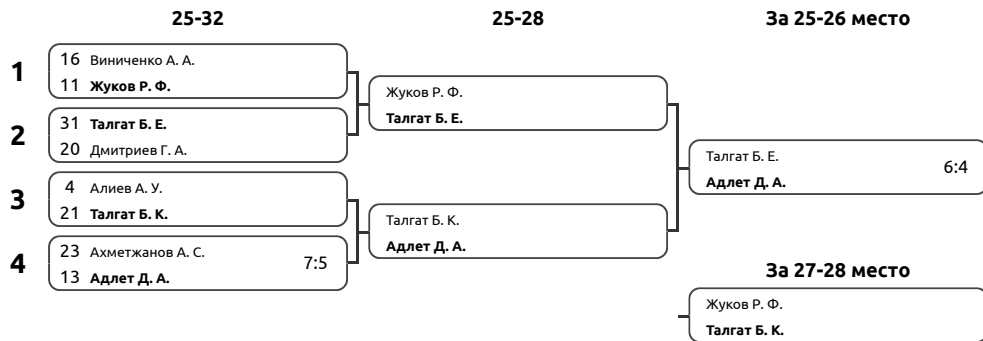 25-32
25-28
За 25-26 место
1
16 Виниченко А. А.
11 Жуков Р. Ф.
2
31 Талгат Б. Е.
20 Дмитриев Г. А.
3
4 Алиев А. У.
21 Талгат Б. К.
4
23 Ахметжанов А. С.
13 Адлет Д. А.
7:5
Жуков Р. Ф.
Талгат Б. Е.
Талгат Б. К.
Адлет Д. А.
Талгат Б. Е.
Адлет Д. А.
6:4
За 27-28 место
Жуков Р. Ф.
Талгат Б. К.